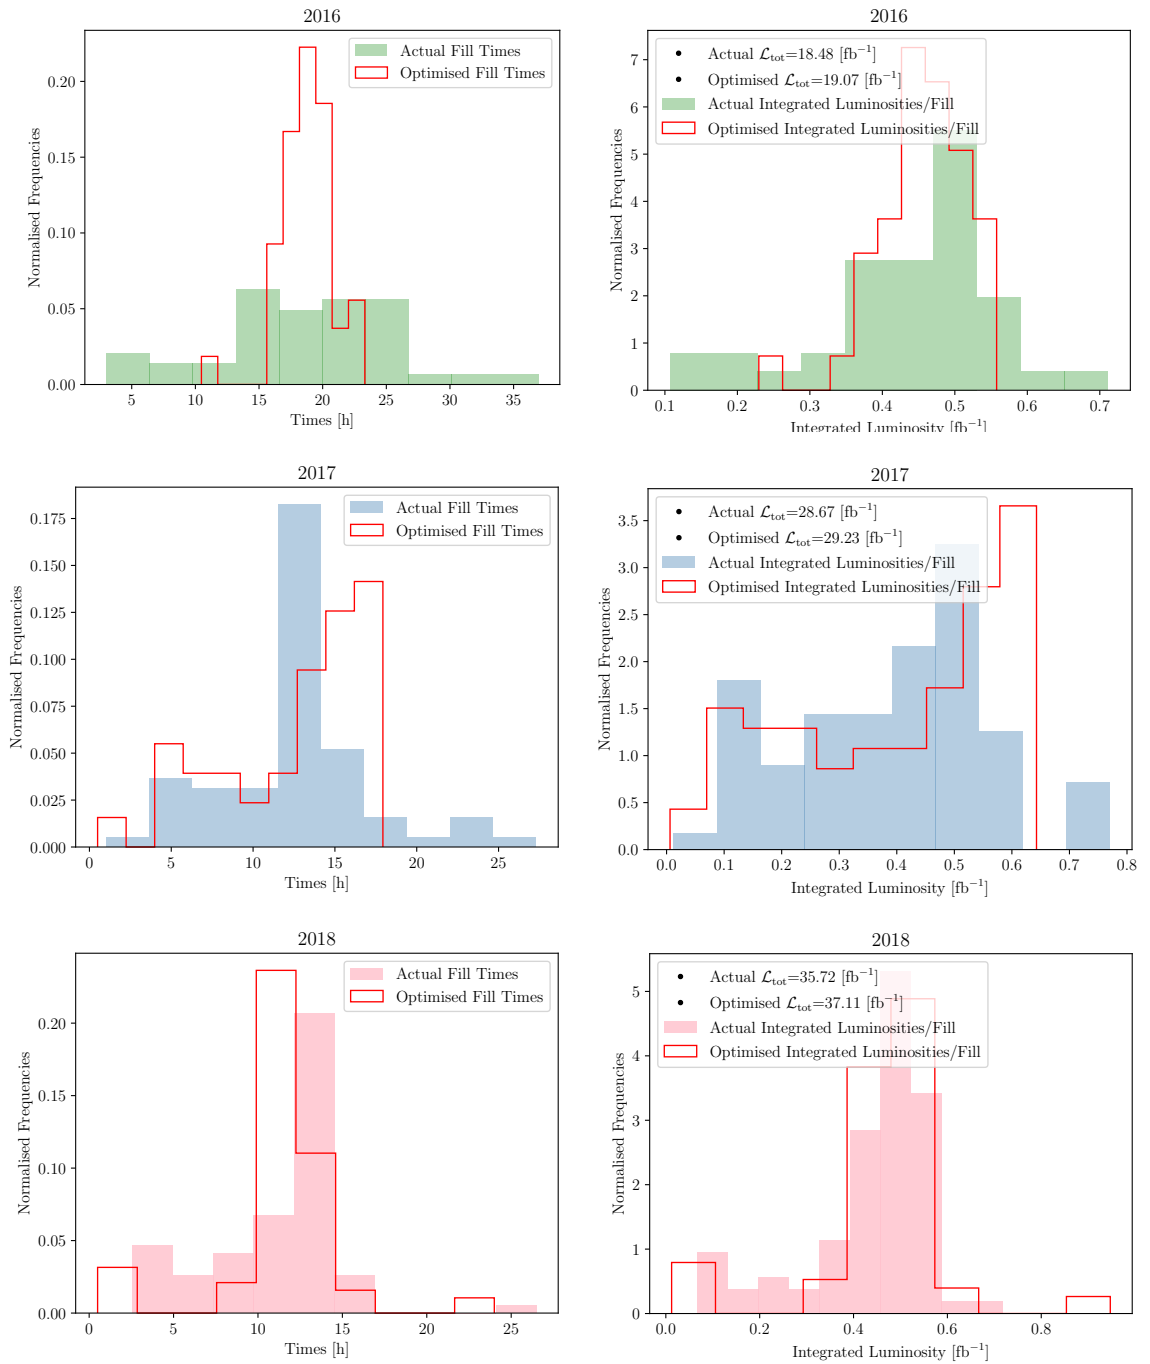 2016
Actual Fill Times
Optimised Fill Times
0.20
0.15
0.10
0.05
0.00
Normalised Frequencies
5 10 15 20 25 30 35
Times [h]
2016
Actual ℒtot=18.48 [fb⁻¹]
Optimised ℒtot=19.07 [fb⁻¹]
Actual Integrated Luminosities/Fill
Optimised Integrated Luminosities/Fill
7
6
5
4
3
2
1
0
Normalised Frequencies
0.1 0.2 0.3 0.4 0.5 0.6 0.7
Integrated Luminosity [fb⁻¹]
2017
Actual Fill Times
Optimised Fill Times
0.175
0.150
0.125
0.100
0.075
0.050
0.025
0.000
Normalised Frequencies
0 5 10 15 20 25
Times [h]
2017
Actual ℒtot=28.67 [fb⁻¹]
Optimised ℒtot=29.23 [fb⁻¹]
Actual Integrated Luminosities/Fill
Optimised Integrated Luminosities/Fill
3.5
3.0
2.5
2.0
1.5
1.0
0.5
0.0
Normalised Frequencies
0.0 0.1 0.2 0.3 0.4 0.5 0.6 0.7 0.8
Integrated Luminosity [fb⁻¹]
2018
Actual Fill Times
Optimised Fill Times
0.20
0.15
0.10
0.05
0.00
Normalised Frequencies
0 5 10 15 20 25
Times [h]
2018
Actual ℒtot=35.72 [fb⁻¹]
Optimised ℒtot=37.11 [fb⁻¹]
Actual Integrated Luminosities/Fill
Optimised Integrated Luminosities/Fill
5
4
3
2
1
0
Normalised Frequencies
0.0 0.2 0.4 0.6 0.8
Integrated Luminosity [fb⁻¹]